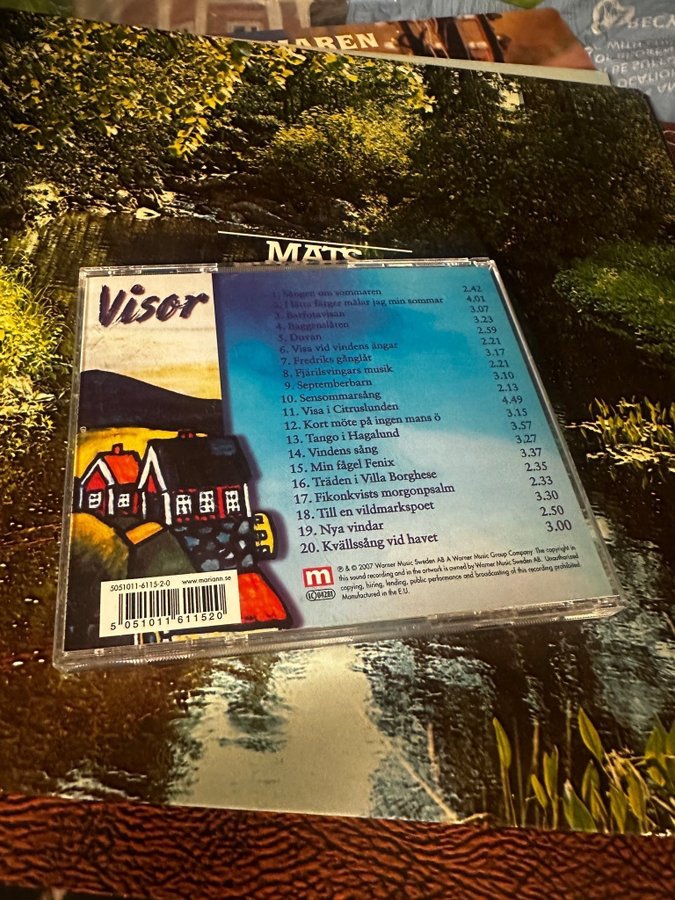 AREN
BECA
MATS
Visor
1. Sången om sommaren 2.42
2. I åtta färger målar jag min sommar 4.01
3. Barfotavisan 3.07
4. Baggenslåten 3.23
5. Duvan 2.59
6. Visa vid vindens ängar 2.21
7. Fredriks gånglåt 3.17
8. Fjärilsvingars musik 2.21
9. Septemberbarn 3.10
10. Sensommarsång 2.13
11. Visa i Citruslunden 4.49
12. Kort möte på ingen mans ö 3.15
13. Tango i Hagalund 3.57
14. Vindens sång 3.27
15. Min fågel Fenix 3.37
16. Träden i Villa Borghese 2.35
17. Fikonkvists morgonpsalm 2.33
18. Till en vildmarkspoet 3.30
19. Nya vindar 2.50
20. Kvällssång vid havet 3.00
5051011-6115-2-0 www.mariann.se
5 051011 611520
m
LC 04281
℗ & © 2007 Warner Music Sweden AB A Warner Music Group Company. The copyright in
this sound recording and in the artwork is owned by Warner Music Sweden AB. Unauthorized
copying, hiring, lending, public performance and broadcasting of this recording prohibited.
Manufactured in the E.U.